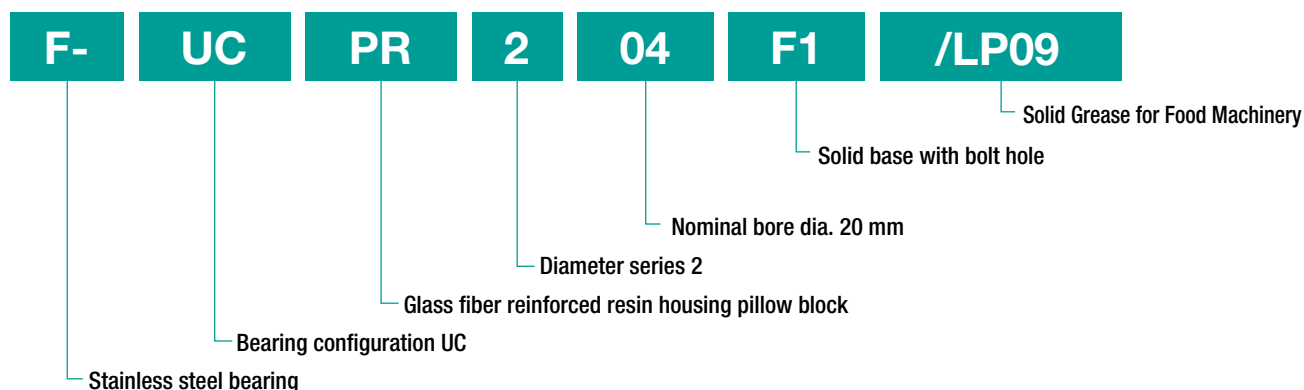 F- UC PR 2 04 F1 /LP09
Solid Grease for Food Machinery
Solid base with bolt hole
Nominal bore dia. 20 mm
Diameter series 2
Glass fiber reinforced resin housing pillow block
Bearing configuration UC
Stainless steel bearing